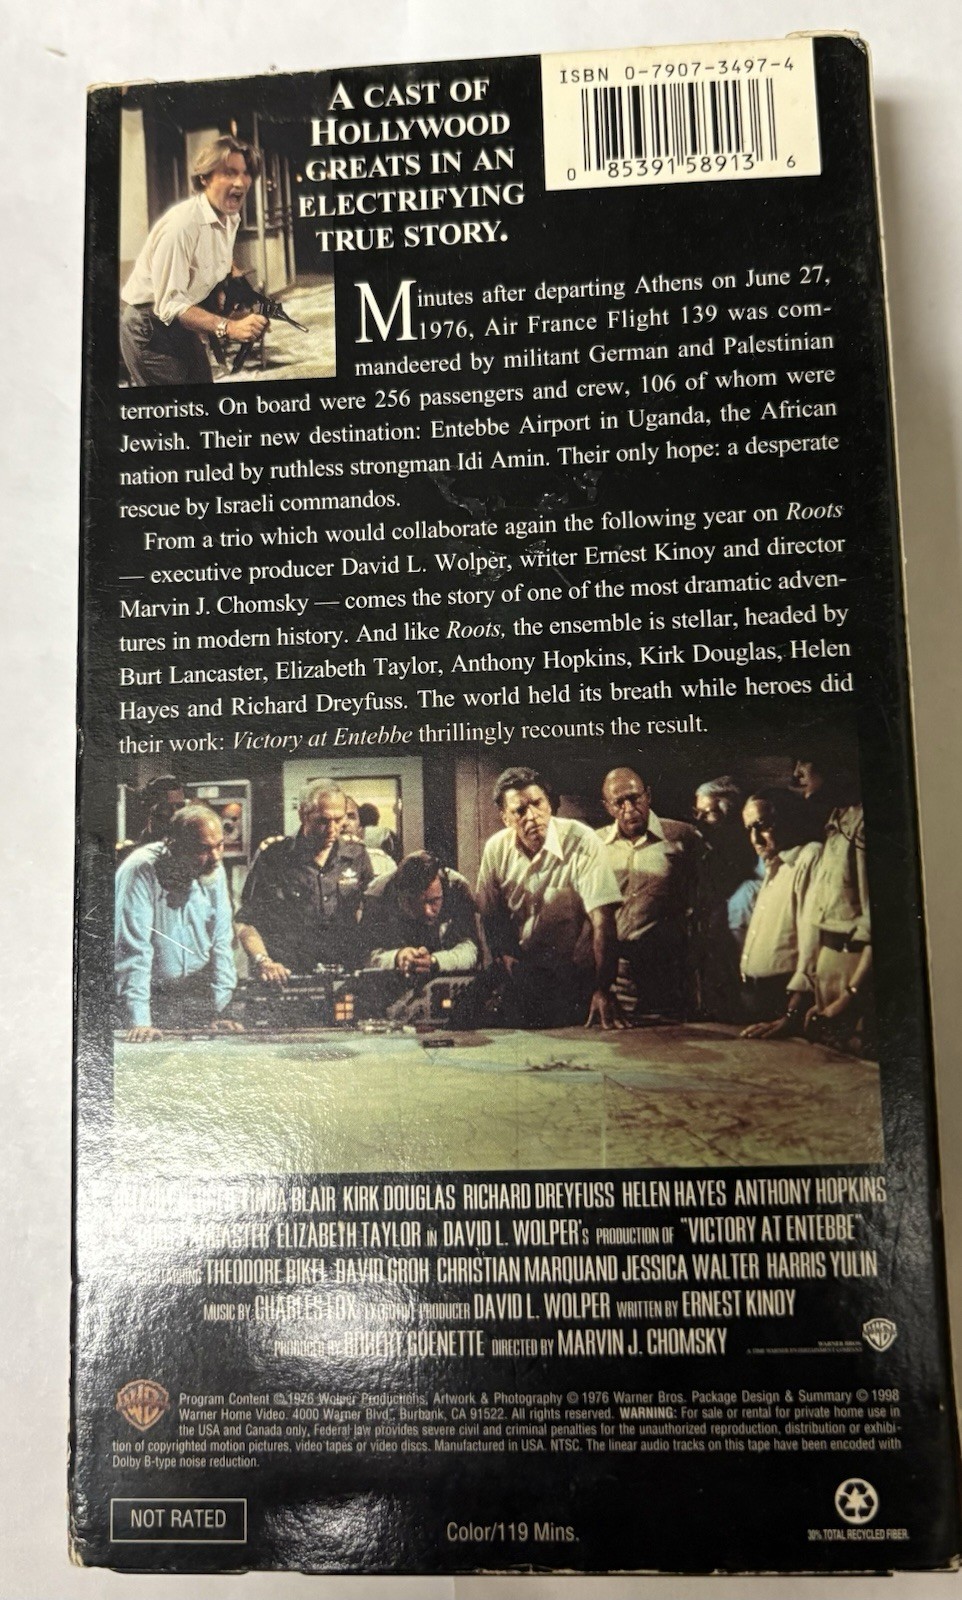 A CAST OF
HOLLYWOOD
GREATS IN AN
ELECTRIFYING
TRUE STORY.
ISBN 0-7907-3497-4
0 85391 58913 6
Minutes after departing Athens on June 27,
1976, Air France Flight 139 was com-
mandeered by militant German and Palestinian
terrorists. On board were 256 passengers and crew, 106 of whom were
Jewish. Their new destination: Entebbe Airport in Uganda, the African
nation ruled by ruthless strongman Idi Amin. Their only hope: a desperate
rescue by Israeli commandos.
From a trio which would collaborate again the following year on Roots
— executive producer David L. Wolper, writer Ernest Kinoy and director
Marvin J. Chomsky — comes the story of one of the most dramatic adven-
tures in modern history. And like Roots, the ensemble is stellar, headed by
Burt Lancaster, Elizabeth Taylor, Anthony Hopkins, Kirk Douglas, Helen
Hayes and Richard Dreyfuss. The world held its breath while heroes did
their work: Victory at Entebbe thrillingly recounts the result.
LINDA BLAIR KIRK DOUGLAS RICHARD DREYFUSS HELEN HAYES ANTHONY HOPKINS
LANCASTER ELIZABETH TAYLOR IN DAVID L. WOLPER'S PRODUCTION OF "VICTORY AT ENTEBBE"
THEODORE BIKEL DAVID GROH CHRISTIAN MARQUAND JESSICA WALTER HARRIS YULIN
MUSIC BY CHARLES FOX EXECUTIVE PRODUCER DAVID L. WOLPER WRITTEN BY ERNEST KINOY
PRODUCED BY ROBERT GUENETTE DIRECTED BY MARVIN J. CHOMSKY
Program Content © 1976 Wolper Productions, Artwork & Photography © 1976 Warner Bros. Package Design & Summary © 1998
Warner Home Video. 4000 Warner Blvd., Burbank, CA 91522. All rights reserved. WARNING: For sale or rental for private home use in
the USA and Canada only, Federal law provides severe civil and criminal penalties for the unauthorized reproduction, distribution or exhibi-
tion of copyrighted motion pictures, video tapes or video discs. Manufactured in USA. NTSC. The linear audio tracks on this tape have been encoded with
Dolby B-type noise reduction.
NOT RATED
Color/119 Mins.
30% TOTAL RECYCLED FIBER.